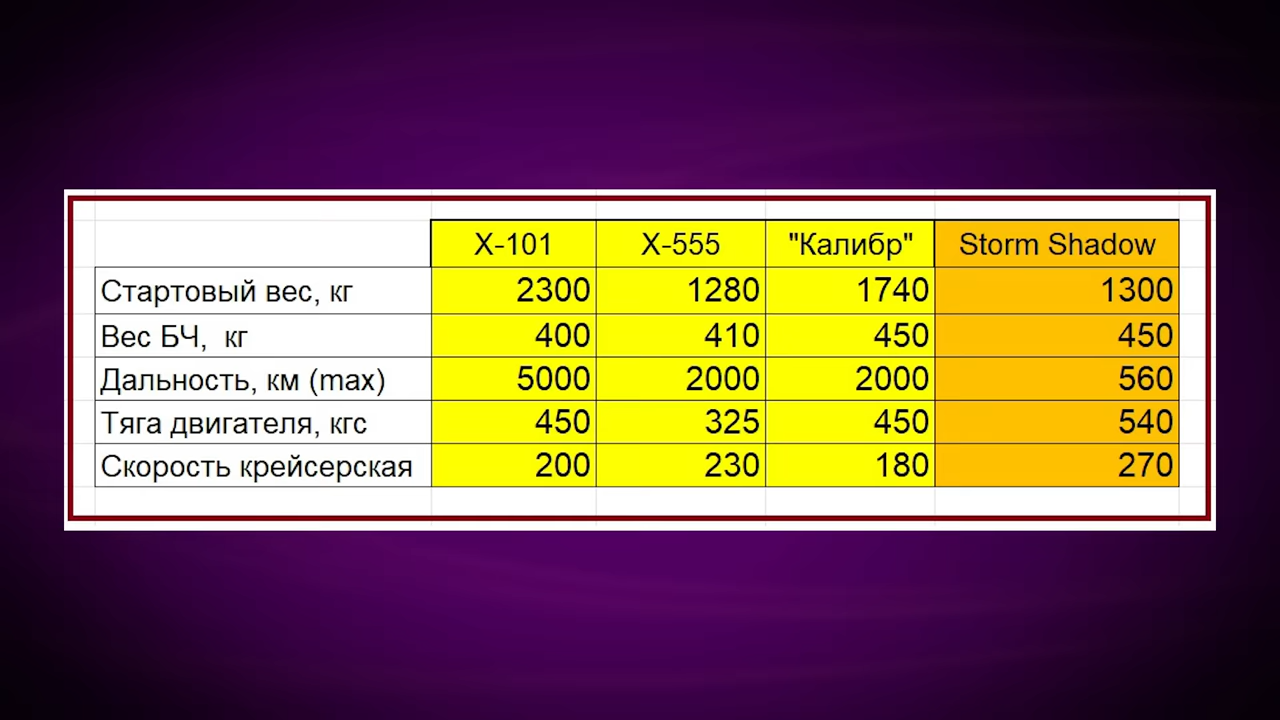 Х-101 Х-555 "Калибр" Storm Shadow
Стартовый вес, кг 2300 1280 1740 1300
Вес БЧ, кг 400 410 450 450
Дальность, км (max) 5000 2000 2000 560
Тяга двигателя, кгс 450 325 450 540
Скорость крейсерская 200 230 180 270